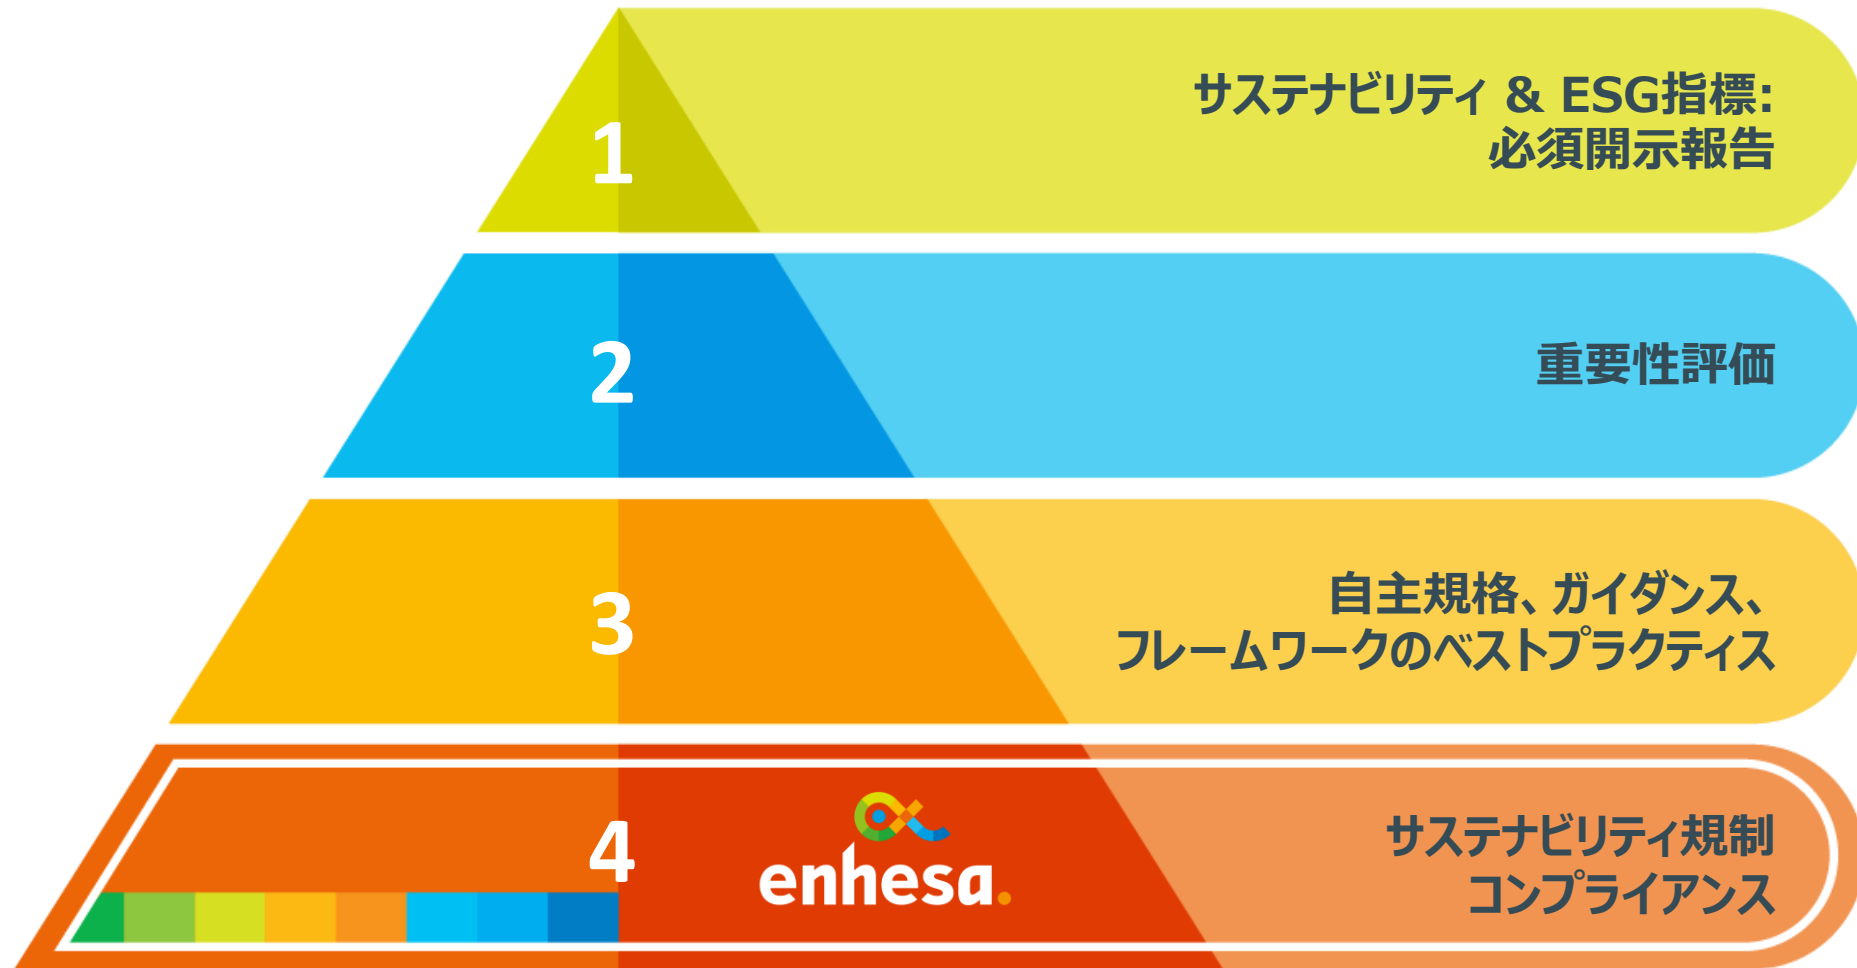 1
サステナビリティ & ESG指標:
必須開示報告
2
重要性評価
3
自主規格、ガイダンス、
フレームワークのベストプラクティス
4
enhesa.
サステナビリティ規制
コンプライアンス